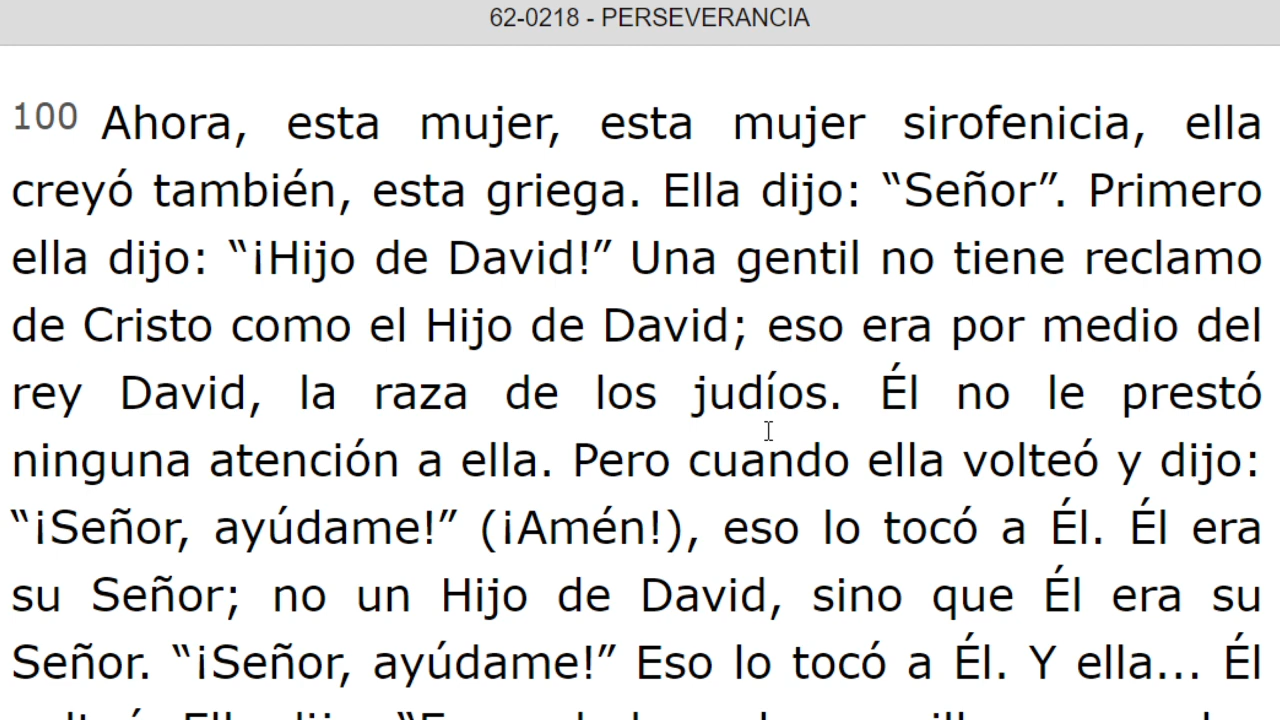 62-0218 - PERSEVERANCIA
100 Ahora, esta mujer, esta mujer sirofenicia, ella
creyó también, esta griega. Ella dijo: “Señor”. Primero
ella dijo: “¡Hijo de David!” Una gentil no tiene reclamo
de Cristo como el Hijo de David; eso era por medio del
rey David, la raza de los judíos. Él no le prestó
ninguna atención a ella. Pero cuando ella volteó y dijo:
“¡Señor, ayúdame!” (¡Amén!), eso lo tocó a Él. Él era
su Señor; no un Hijo de David, sino que Él era su
Señor. “¡Señor, ayúdame!” Eso lo tocó a Él. Y ella... Él